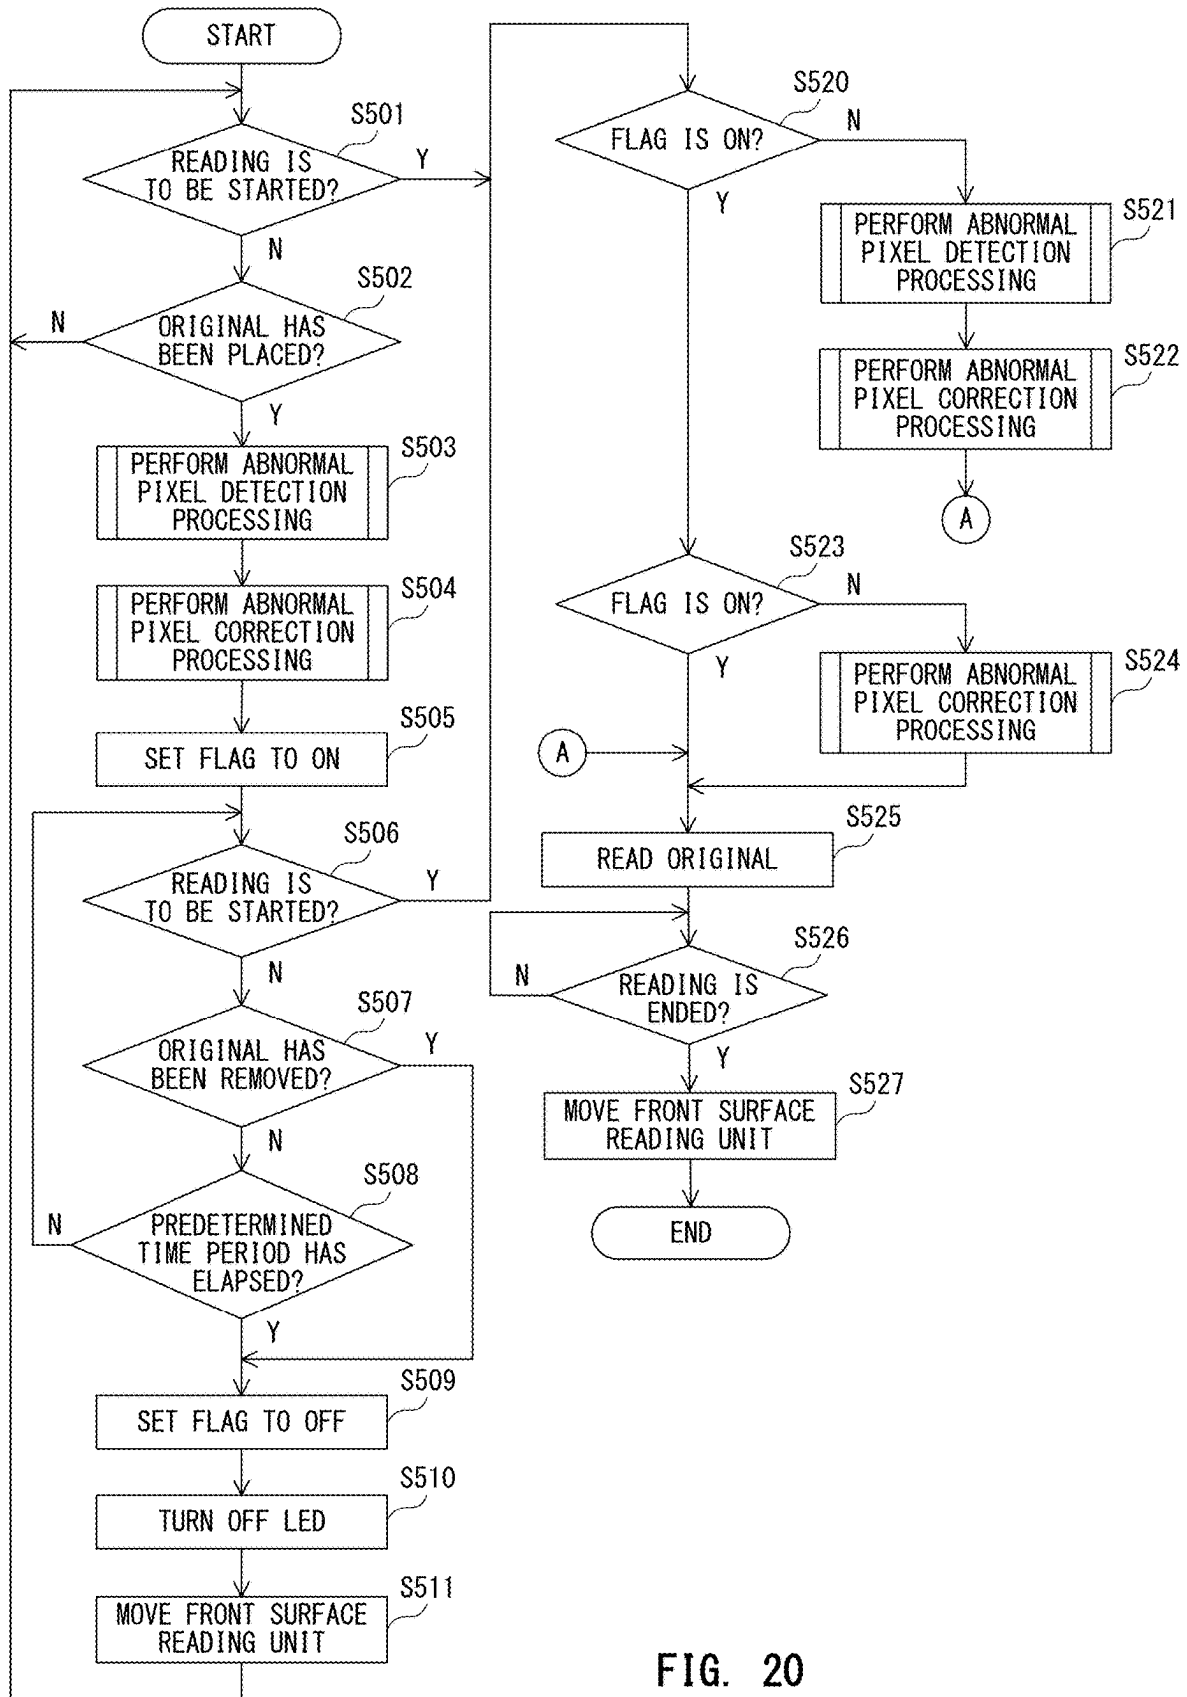 START
S501
READING IS
TO BE STARTED?
Y
N
S502
ORIGINAL HAS
BEEN PLACED?
N
Y
S503
PERFORM ABNORMAL
PIXEL DETECTION
PROCESSING
S504
PERFORM ABNORMAL
PIXEL CORRECTION
PROCESSING
S505
SET FLAG TO ON
S506
READING IS
TO BE STARTED?
Y
N
S507
ORIGINAL HAS
BEEN REMOVED?
Y
N
S508
PREDETERMINED
TIME PERIOD HAS
ELAPSED?
N
Y
S509
SET FLAG TO OFF
S510
TURN OFF LED
S511
MOVE FRONT SURFACE
READING UNIT
S520
FLAG IS ON?
N
Y
S521
PERFORM ABNORMAL
PIXEL DETECTION
PROCESSING
S522
PERFORM ABNORMAL
PIXEL CORRECTION
PROCESSING
A
S523
FLAG IS ON?
N
Y
S524
PERFORM ABNORMAL
PIXEL CORRECTION
PROCESSING
A
S525
READ ORIGINAL
S526
READING IS
ENDED?
N
Y
S527
MOVE FRONT SURFACE
READING UNIT
END
FIG. 20